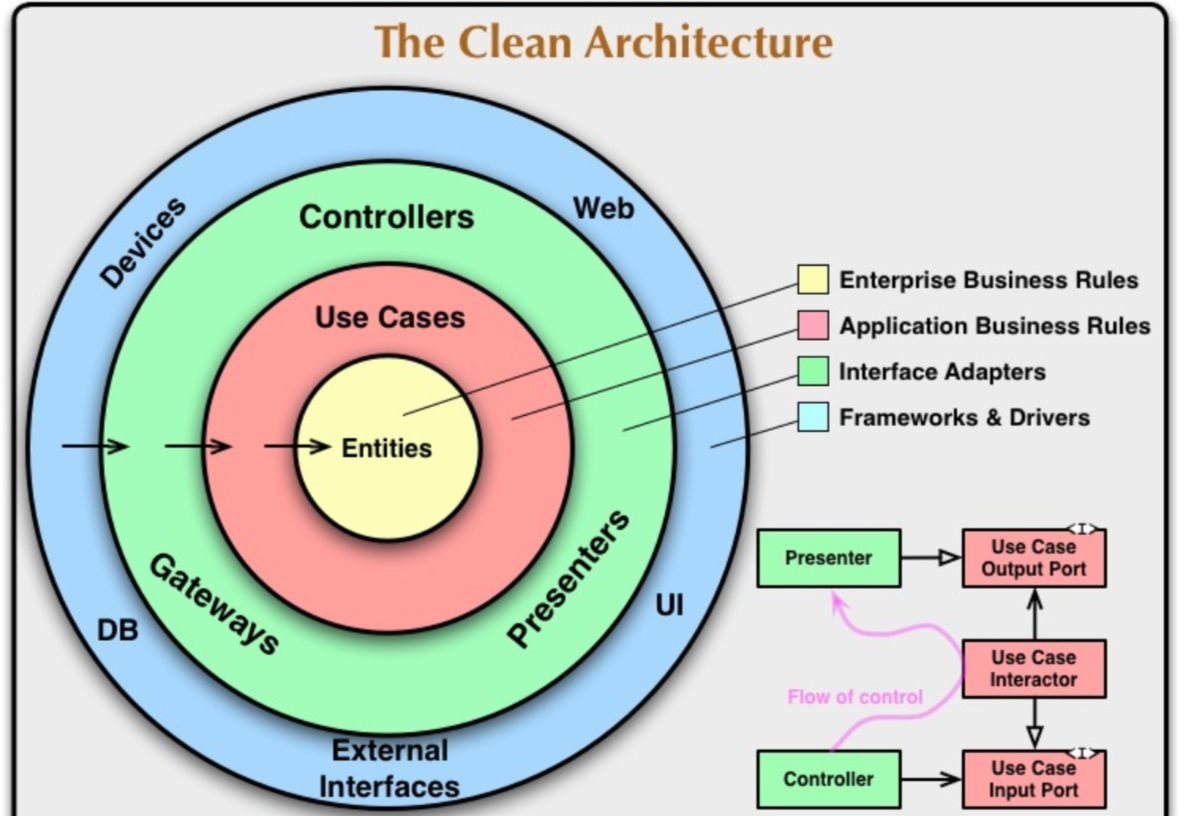 The Clean Architecture
Devices
Controllers
Web
Use Cases
Entities
Gateways
Presenters
DB
UI
External
Interfaces
Enterprise Business Rules
Application Business Rules
Interface Adapters
Frameworks & Drivers
Presenter
<I>
Use Case
Output Port
Use Case
Interactor
Flow of control
Controller
<I>
Use Case
Input Port